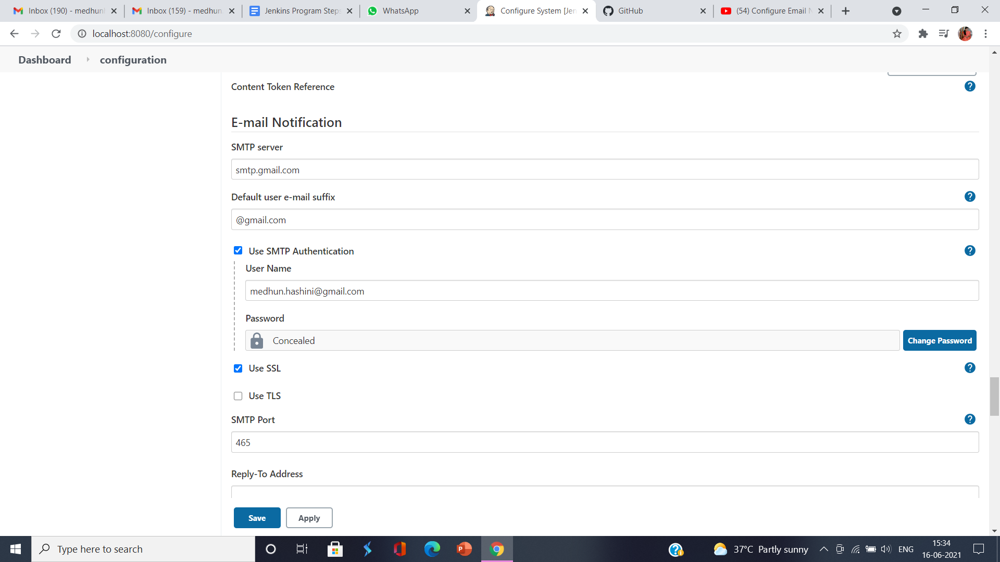 Inbox (190) - medhunl
Inbox (159) - medhun.
Jenkins Program Steps
WhatsApp
Configure System [Jen
GitHub
(54) Configure Email N
localhost:8080/configure
Dashboard
configuration
Content Token Reference
?
E-mail Notification
SMTP server
smtp.gmail.com
Default user e-mail suffix
?
@gmail.com
Use SMTP Authentication
?
User Name
medhun.hashini@gmail.com
Password
Concealed
Change Password
Use SSL
?
Use TLS
SMTP Port
?
465
Reply-To Address
Save
Apply
Type here to search
37°C Partly sunny
ENG
15:34
16-06-2021